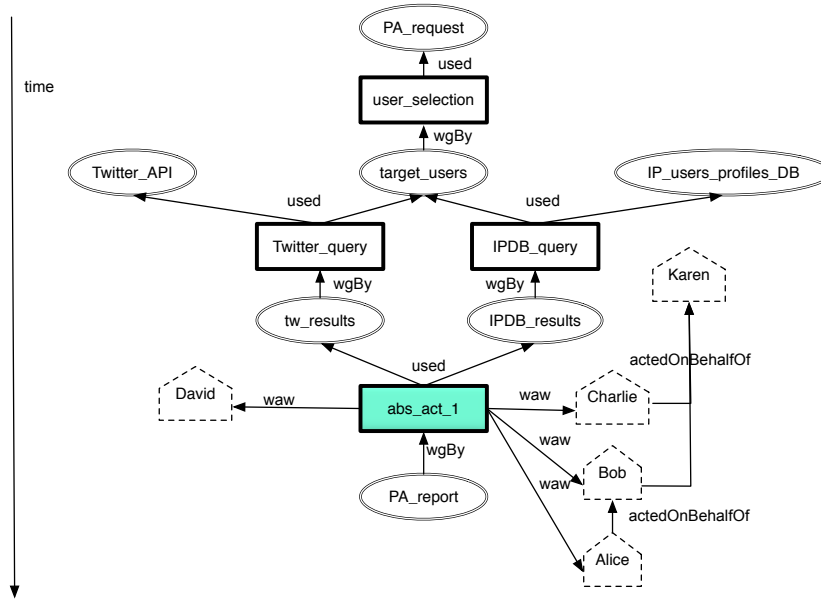 PA_request
used
time
user_selection
wgBy
Twitter_API
target_users
IP_users_profiles_DB
used
used
Twitter_query
IPDB_query
Karen
wgBy
wgBy
tw_results
IPDB_results
used
actedOnBehalfOf
David
waw
abs_act_1
waw
Charlie
wgBy
waw
PA_report
waw
Bob
actedOnBehalfOf
Alice